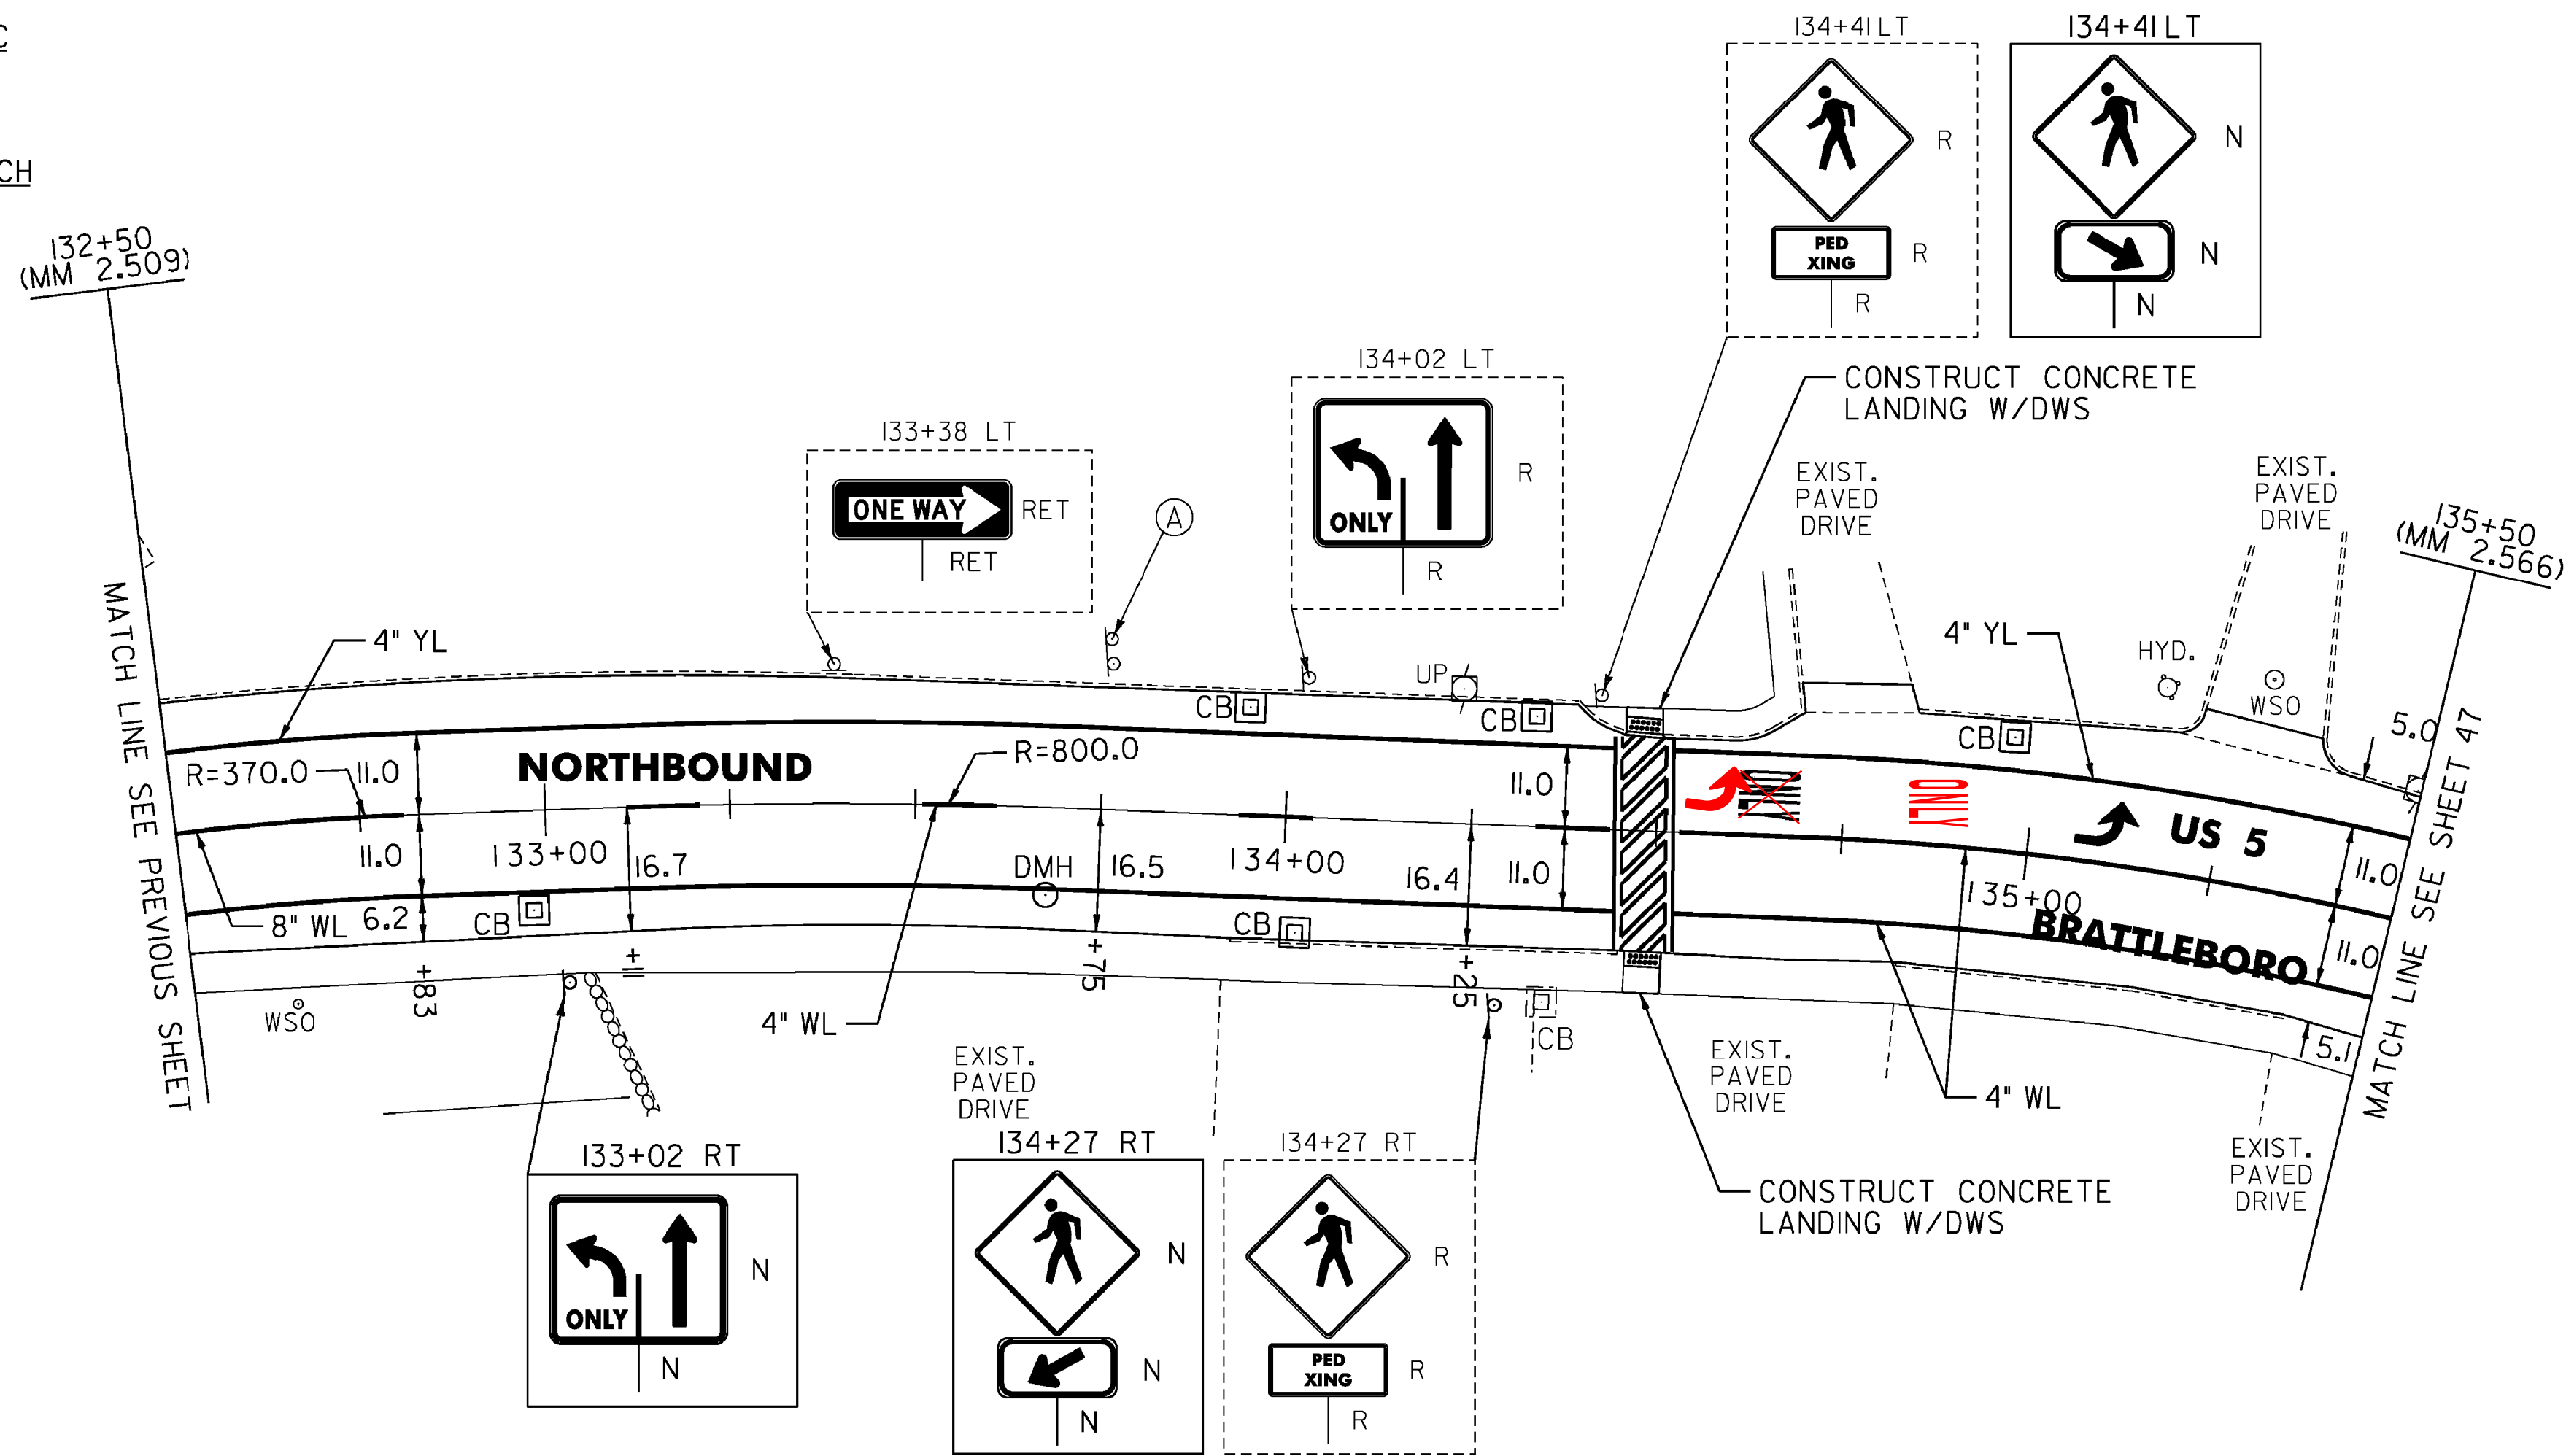 C
CH
132+50
(MM 2.509)
MATCH LINE SEE PREVIOUS SHEET
134+41 LT
R
PED
XING
R
R
134+41 LT
N
N
N
CONSTRUCT CONCRETE
LANDING W/DWS
134+02 LT
ONLY
R
R
133+38 LT
ONE WAY
RET
RET
A
EXIST.
PAVED
DRIVE
EXIST.
PAVED
DRIVE
135+50
(MM 2.566)
4" YL
4" YL
HYD.
WSO
UP
CB
CB
CB
5.0
R=370.0
11.0
NORTHBOUND
R=800.0
11.0
ONLY
US 5
11.0
11.0
133+00
16.7
DMH
16.5
134+00
16.4
11.0
135+00
BRATTLEBORO
11.0
8" WL
6.2
CB
CB
+83
+11
+75
+25
WSO
4" WL
CB
5.1
4" WL
MATCH LINE SEE SHEET 47
EXIST.
PAVED
DRIVE
EXIST.
PAVED
DRIVE
EXIST.
PAVED
DRIVE
133+02 RT
ONLY
N
N
134+27 RT
N
N
N
134+27 RT
R
PED
XING
R
R
CONSTRUCT CONCRETE
LANDING W/DWS